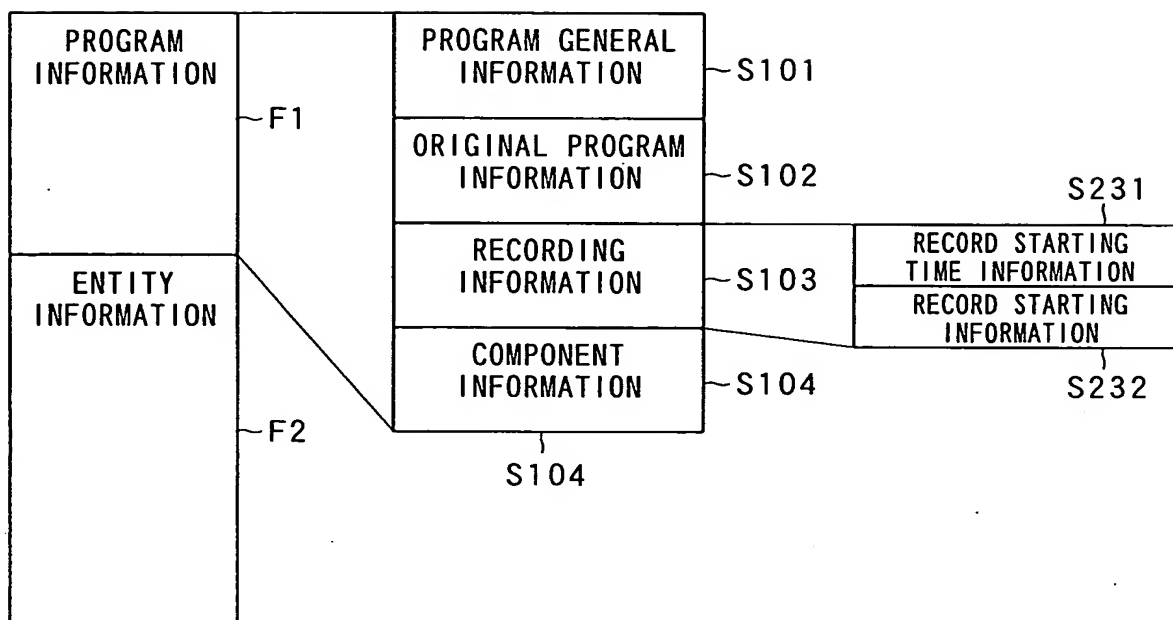 PROGRAM
INFORMATION
F1
ENTITY
INFORMATION
F2
PROGRAM GENERAL
INFORMATION
S101
ORIGINAL PROGRAM
INFORMATION
S102
RECORDING
INFORMATION
S103
COMPONENT
INFORMATION
S104
S104
S231
RECORD STARTING
TIME INFORMATION
RECORD STARTING
INFORMATION
S232